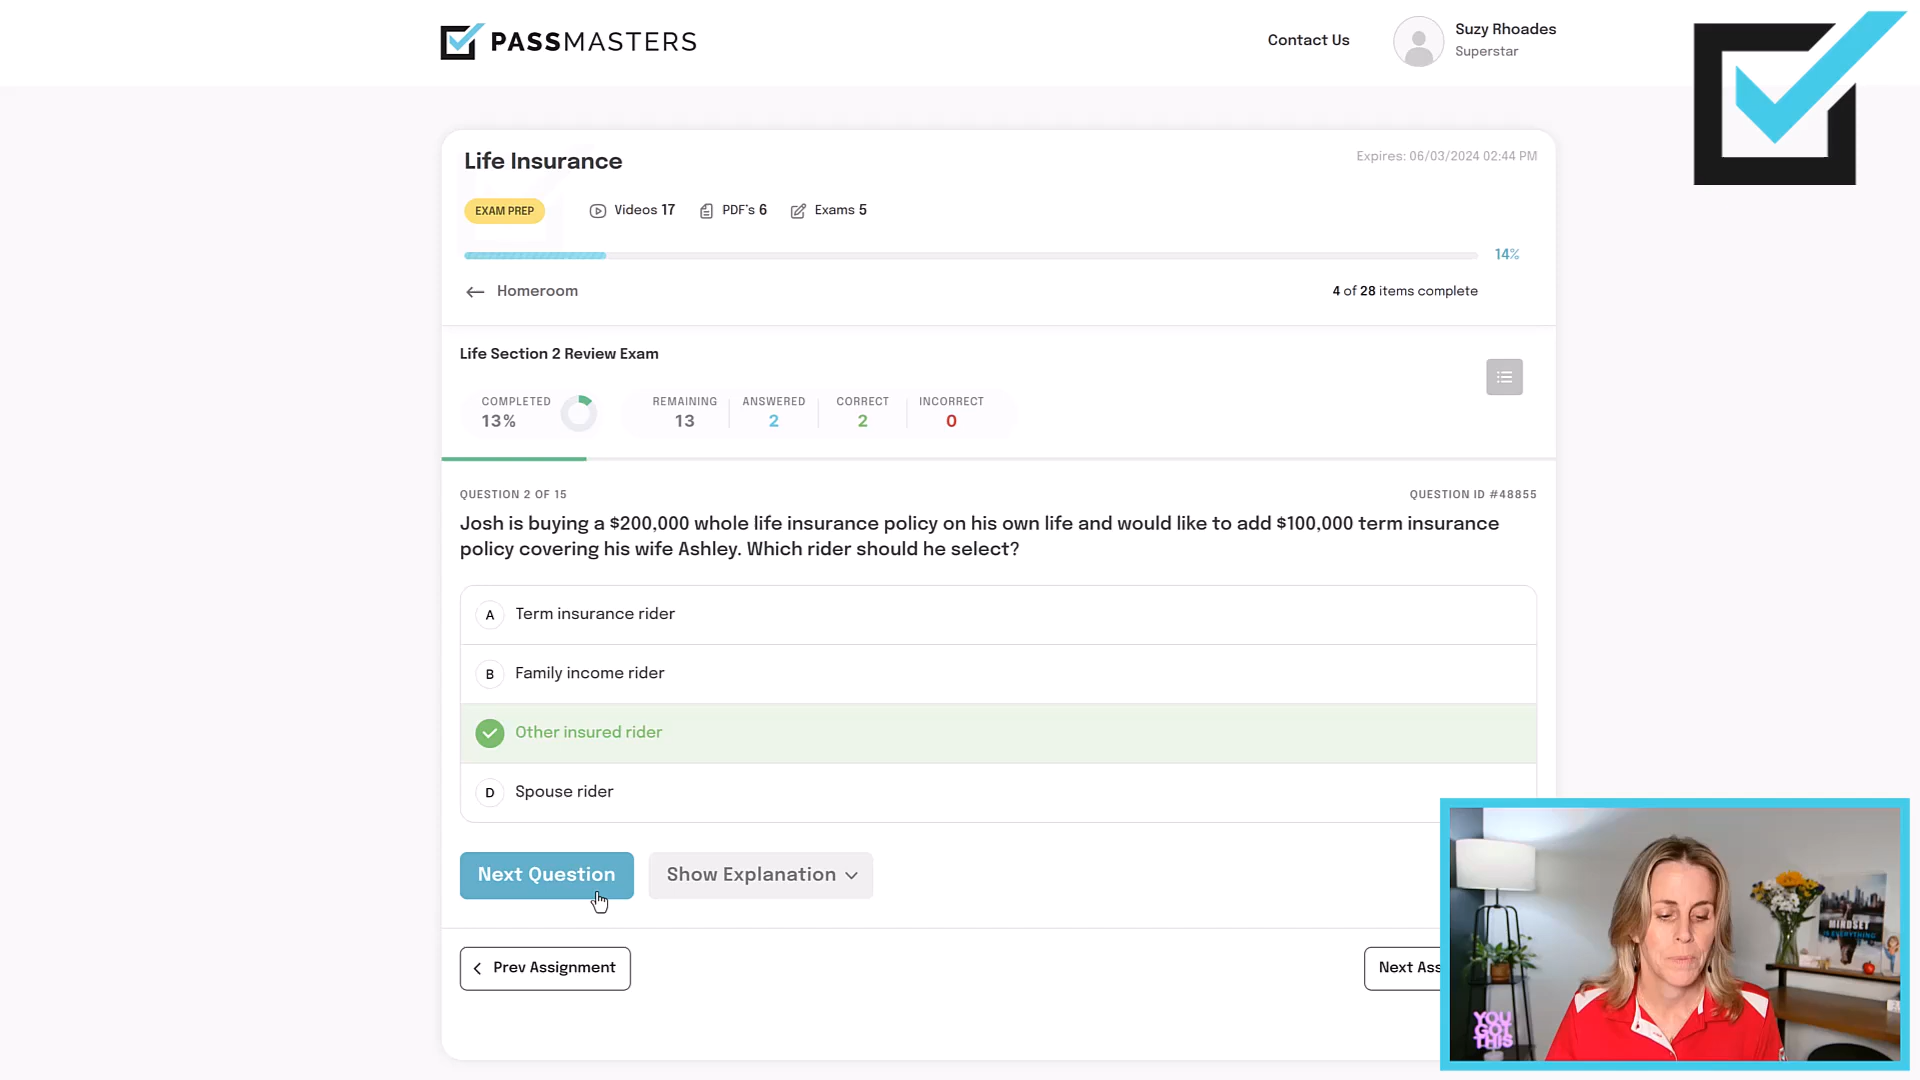 PASSMASTERS
Contact Us
Suzy Rhoades
Superstar
Life Insurance
Expires: 06/03/2024 02:44 PM
EXAM PREP
Videos 17
PDF's 6
Exams 5
14%
Homeroom
4 of 28 items complete
Life Section 2 Review Exam
COMPLETED
13%
REMAINING
13
ANSWERED
2
CORRECT
2
INCORRECT
0
QUESTION 2 OF 15
QUESTION ID #48855
Josh is buying a $200,000 whole life insurance policy on his own life and would like to add $100,000 term insurance
policy covering his wife Ashley. Which rider should he select?
A Term insurance rider
B Family income rider
Other insured rider
D Spouse rider
Next Question
Show Explanation
Prev Assignment
Next Ass
MINDSET
IS EVERYTHING
YOU
GOT
THIS